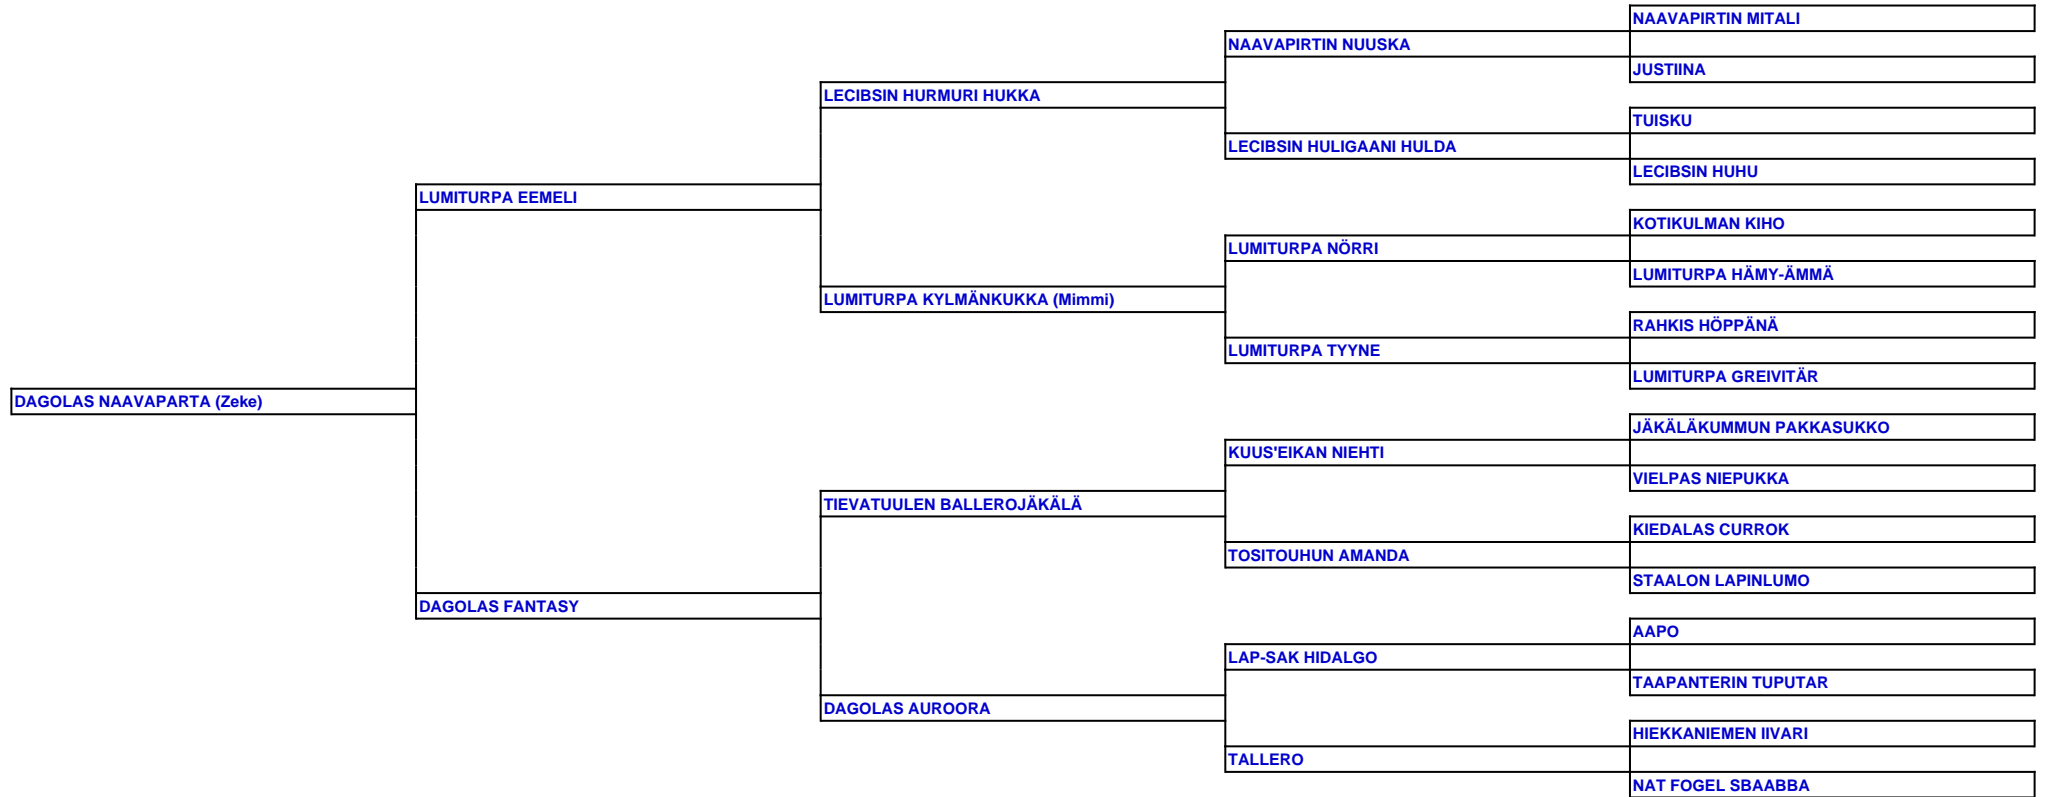 NAAVAPIRTIN MITALI
NAAVAPIRTIN NUUSKA
JUSTIINA
LECIBSIN HURMURI HUKKA
TUISKU
LECIBSIN HULIGAANI HULDA
LECIBSIN HUHU
LUMITURPA EEMELI
KOTIKULMAN KIHO
LUMITURPA NÖRRI
LUMITURPA HÄMY-ÄMMÄ
LUMITURPA KYLMÄNKUKKA (Mimmi)
RAHKIS HÖPPÄNÄ
LUMITURPA TYYNE
LUMITURPA GREIVITÄR
DAGOLAS NAAVAPARTA (Zeke)
JÄKÄLÄKUMMUN PAKKASUKKO
KUUS'EIKAN NIEHTI
VIELPAS NIEPUKKA
TIEVATUULEN BALLEROJÄKÄLÄ
KIEDALAS CURROK
TOSITOUHUN AMANDA
STAALON LAPINLUMO
DAGOLAS FANTASY
AAPO
LAP-SAK HIDALGO
TAAPANTERIN TUPUTAR
DAGOLAS AUROORA
HIEKKANIEMEN IIVARI
TALLERO
NAT FOGEL SBAABBA